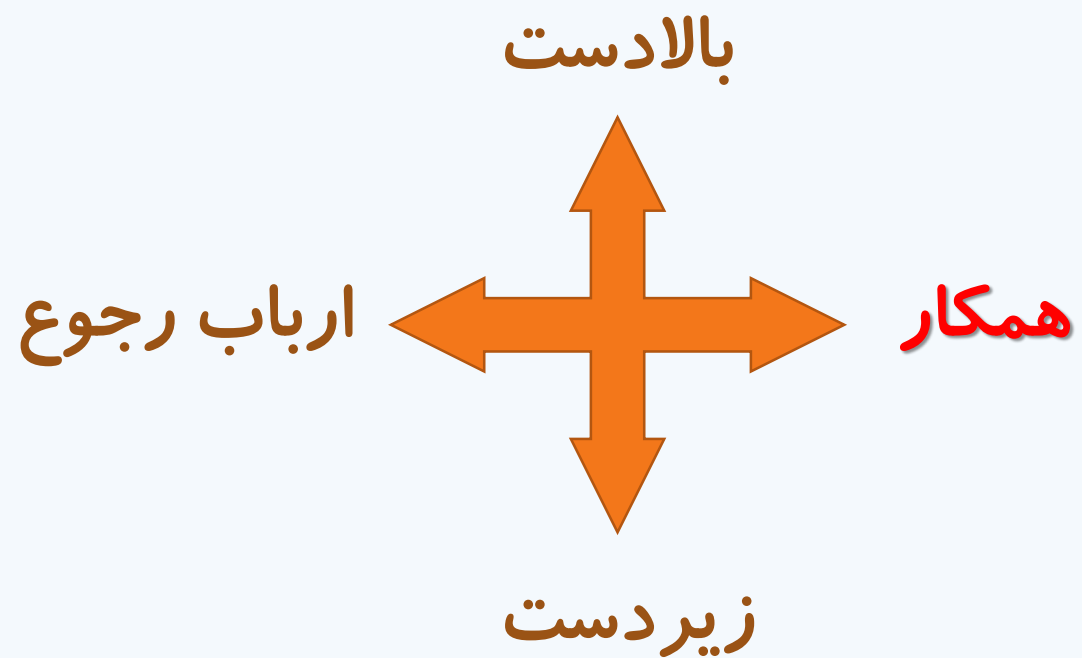 بالادست
همکار
ارباب رجوع
زیردست